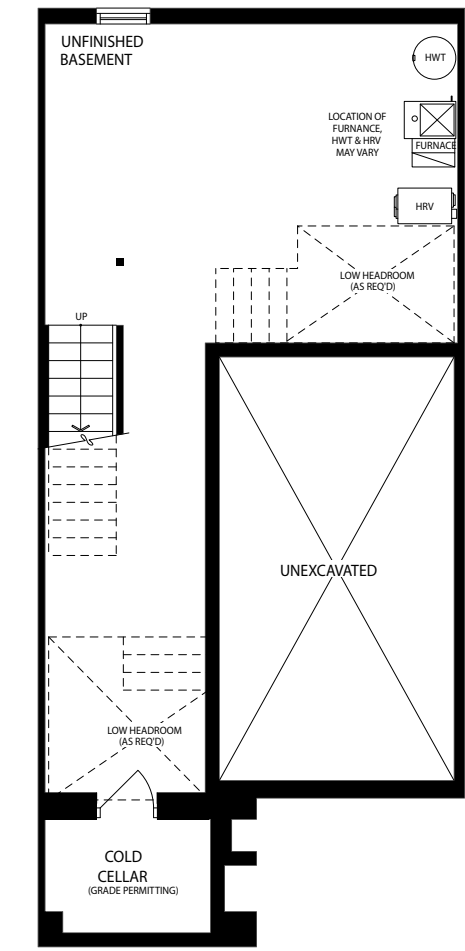 UNFINISHED
BASEMENT
HWT
LOCATION OF
FURNANCE,
HWT & HRV
MAY VARY
FURNACE
HRV
LOW HEADROOM
(AS REQ'D)
UP
UNEXCAVATED
LOW HEADROOM
(AS REQ'D)
COLD
CELLAR
(GRADE PERMITTING)